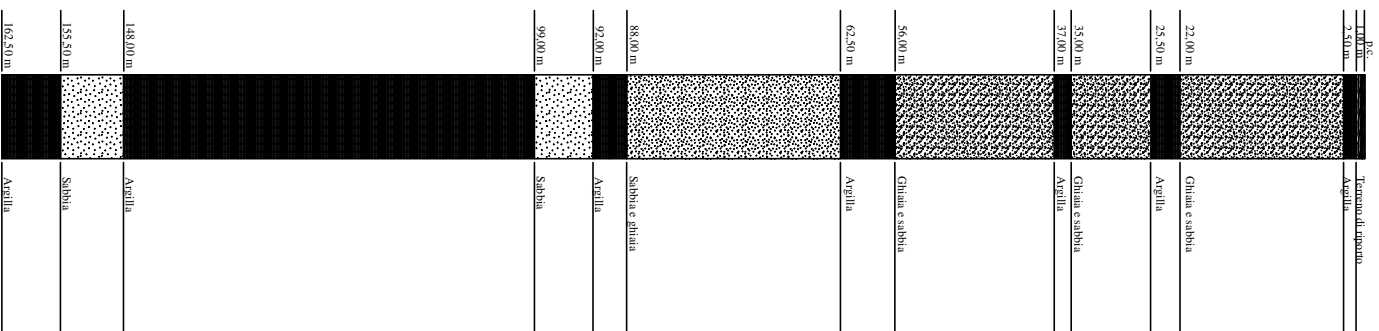 p.c.
1,00 m
2,50 m
22,00 m
25,50 m
35,00 m
37,00 m
56,00 m
62,50 m
88,00 m
92,00 m
99,00 m
148,00 m
155,50 m
162,50 m
Terreno di riporto
Argilla
Ghiaia e sabbia
Argilla
Ghiaia e sabbia
Argilla
Ghiaia e sabbia
Argilla
Sabbia e ghiaia
Argilla
Sabbia
Argilla
Sabbia
Argilla